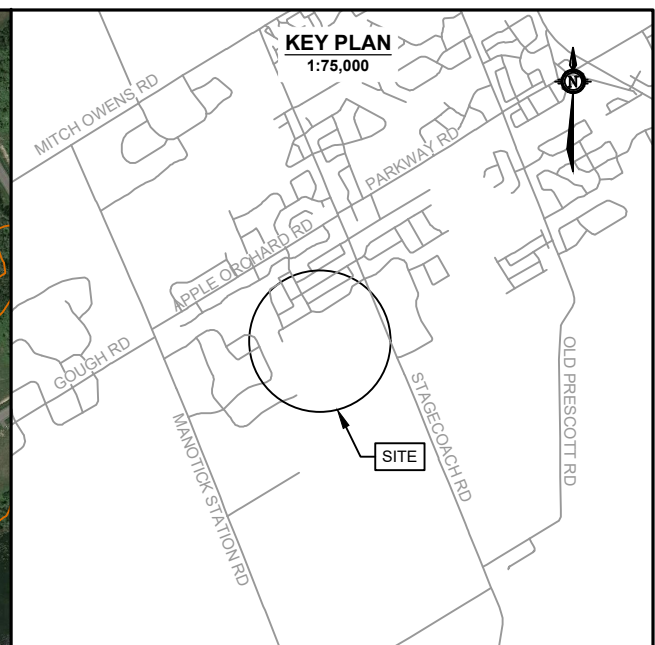 KEY PLAN
1:75,000
N
MITCH OWENS RD
PARKWAY RD
APPLE ORCHARD RD
GOUGH RD
MANOTICK STATION RD
STAGECOACH RD
OLD PRESCOTT RD
SITE